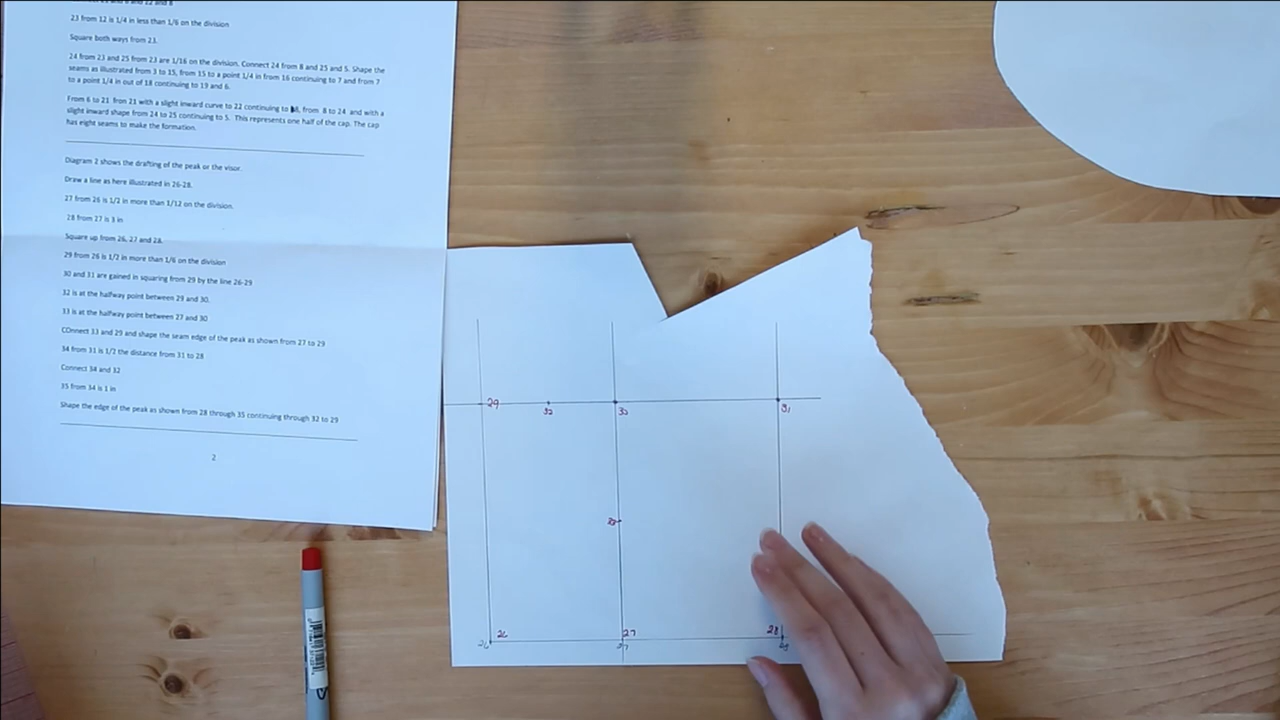 23 from 12 is 1/4 in less than 1/6 on the division
Square both ways from 23.
24 from 23 and 25 from 23 are 1/16 on the division. Connect 24 from 8 and 25 and 5. Shape the
seams as illustrated from 3 to 15, from 15 to a point 1/4 in from 16 continuing to 7 and from 7
to a point 1/4 in out of 18 continuing to 19 and 6.
From 6 to 21 fron 21 with a slight inward curve to 22 continuing to 8, from 8 to 24 and with a
slight inward shape from 24 to 25 continuing to 5. This represents one half of the cap. The cap
has eight seams to make the formation.
Diagram 2 shows the drafting of the peak or the visor.
Draw a line as here illustrated in 26-28.
27 from 26 is 1/2 in more than 1/12 on the division.
28 from 27 is 3 in
Square up from 26, 27 and 28.
29 from 26 is 1/2 in more than 1/6 on the division
30 and 31 are gained in squaring from 29 by the line 26-29
32 is at the halfway point between 29 and 30.
33 is at the halfway point between 27 and 30
COnnect 33 and 29 and shape the seam edge of the peak as shown from 27 to 29
34 from 31 is 1/2 the distance from 31 to 28
Connect 34 and 32
35 from 34 is 1 in
Shape the edge of the peak as shown from 28 through 35 continuing through 32 to 29
2
29
32
30
31
33
26
27
28
26
27